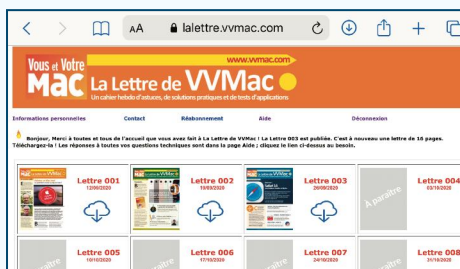 AA lalettre.vvmac.com
www.vvmac.com
Vous et Votre
Mac La Lettre de VVMac
Un cahier hebdo d'astuces, de solutions pratiques et de tests d'applications
Informations personnelles Contact Réabonnement Aide Déconnexion
Bonjour, Merci à toutes et tous de l'accueil que vous avez fait à La Lettre de VVMac ! La Lettre 003 est publiée. C'est à nouveau une lettre de 16 pages.
Téléchargez-la ! Les réponses à toutes vos questions techniques sont dans la page Aide ; cliquez le lien ci-dessous au besoin.
Lettre 001 Lettre 002 Lettre 003 Lettre 004
12/09/2020 19/09/2020 26/09/2020 03/10/2020
À paraître
Lettre 005 Lettre 006 Lettre 007 Lettre 008
10/10/2020 17/10/2020 24/10/2020 31/10/2020